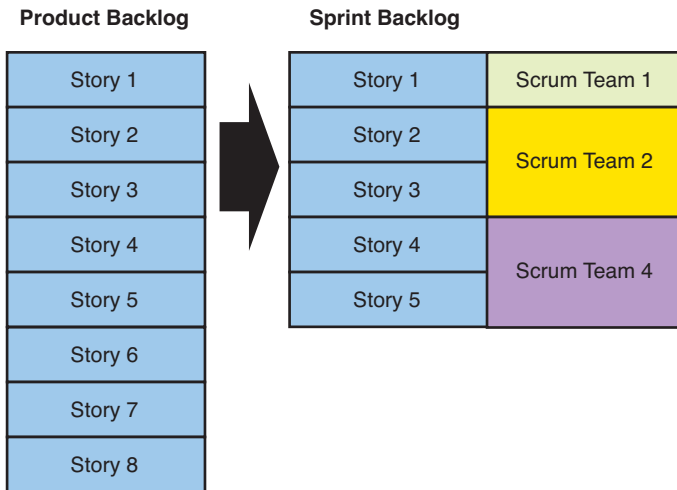 Product Backlog
Sprint Backlog
Story 1
Story 2
Story 3
Story 4
Story 5
Story 6
Story 7
Story 8
Story 1
Story 2
Story 3
Story 4
Story 5
Scrum Team 1
Scrum Team 2
Scrum Team 4